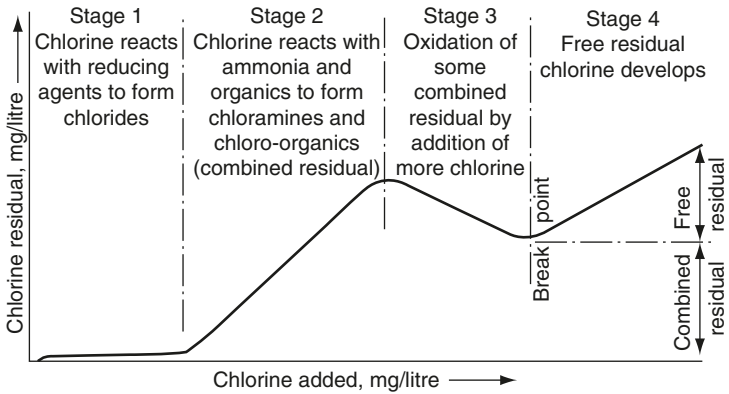 Stage 1
Chlorine reacts
with reducing
agents to form
chlorides
Stage 2
Chlorine reacts with
ammonia and
organics to form
chloramines and
chloro-organics
(combined residual)
Stage 3
Oxidation of
some
combined
residual by
addition of
more chlorine
Stage 4
Free residual
chlorine develops
Chlorine residual, mg/litre
Break
point
Free
residual
Combined
residual
Chlorine added, mg/litre